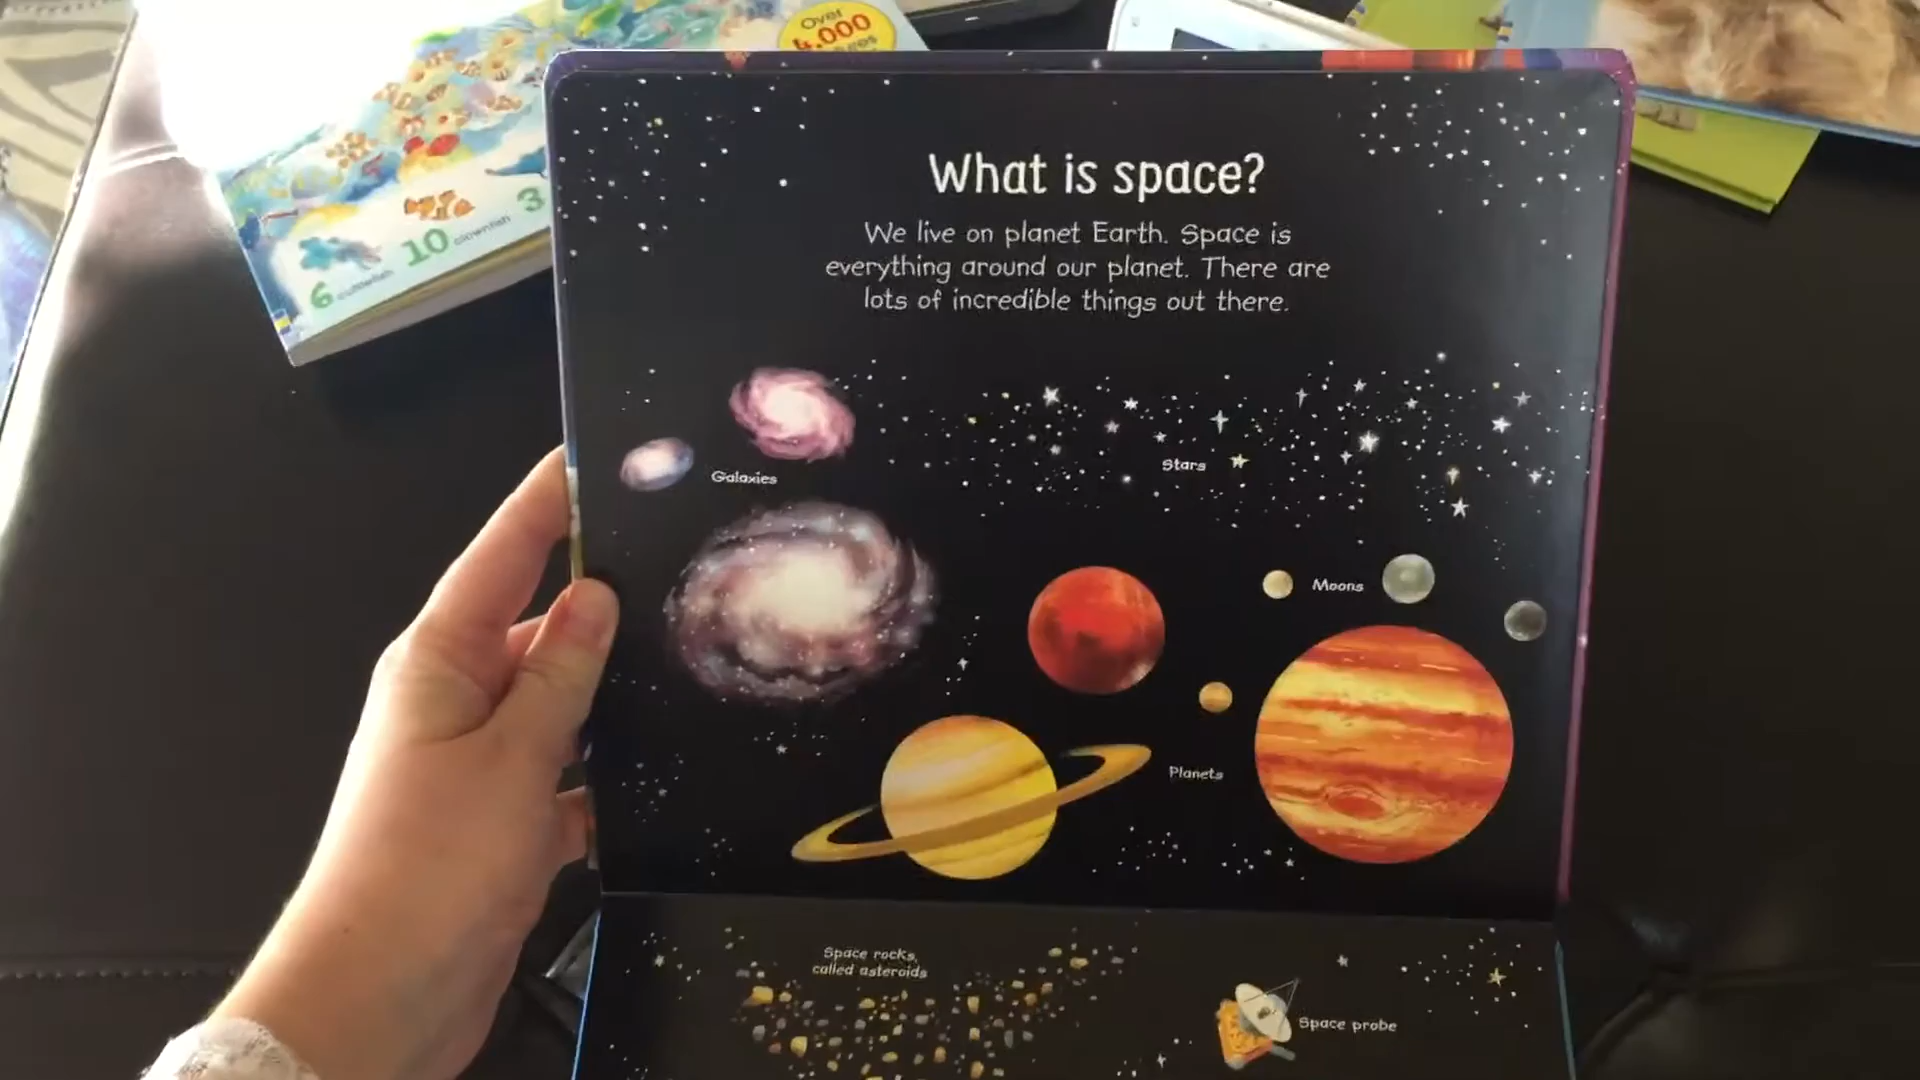 Over
4,000
6 cuttlefish 10 clownfish 3
What is space?
We live on planet Earth. Space is
everything around our planet. There are
lots of incredible things out there.
Galaxies
Stars
Moons
Planets
Space rocks,
called asteroids
Space probe